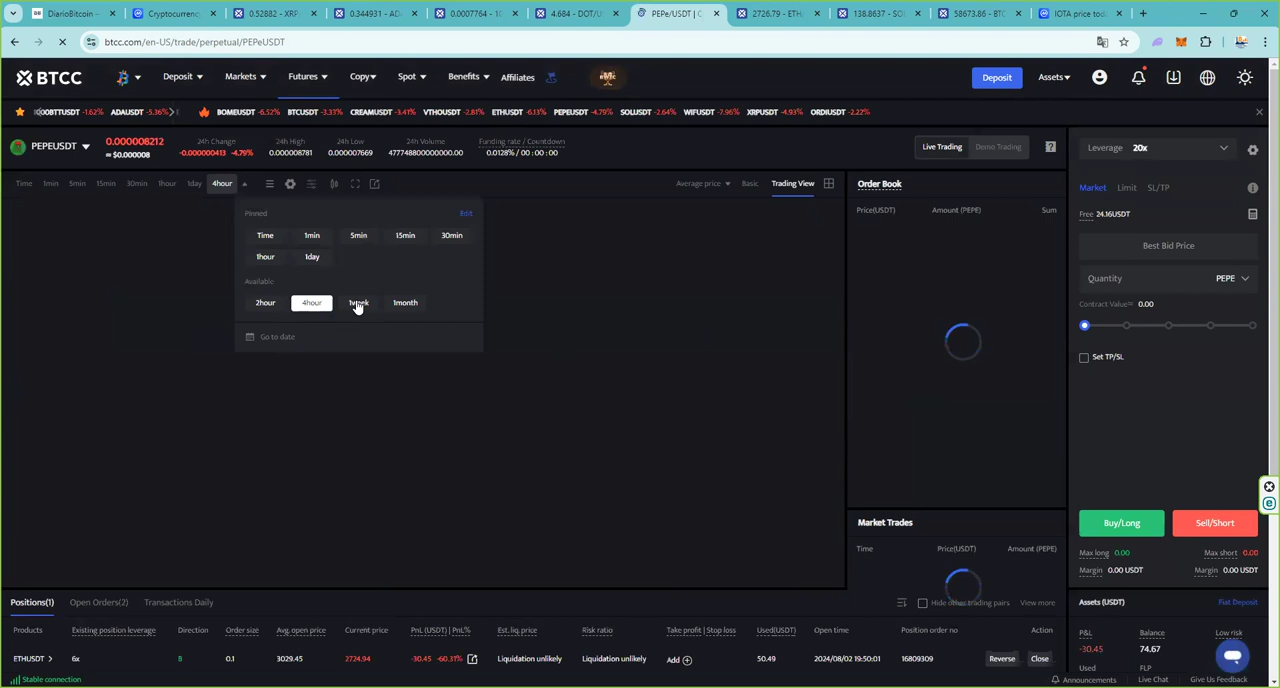 DiarioBitcoin –
Cryptocurrency
0.52882 - XRP
0.344931 - AD
0.0007764 - 10
4.684 - DOT/U
PEPe/USDT | C
2726.79 - ETH
138.8637 - SO
58673.86 - BTC
IOTA price tod
btcc.com/en-US/trade/perpetual/PEPeUSDT
BTCC Deposit Markets Futures Copy Spot Benefits Affiliates Deposit Assets
00BTTUSDT -1.62% ADAUSDT -5.36% BOMEUSDT -6.52% BTCUSDT -3.33% CREAMUSDT -3.41% VTHOUSDT -2.81% ETHUSDT -6.13% PEPEUSDT -4.79% SOLUSDT -2.64% WIFUSDT -7.96% XRPUSDT -4.93% ORDIUSDT -2.22%
PEPEUSDT
0.000008212
≈ $0.000008
24h Change
-0.000000413 -4.79%
24h High
0.000008781
24h Low
0.000007669
24h Volume
477748800000000.00
Funding rate / Countdown
0.0128% / 00 : 00 : 00
Live Trading Demo Trading
Leverage 20x
Time 1min 5min 15min 30min 1hour 1day 4hour
Average price Basic Trading View
Pinned Edit
Time 1min 5min 15min 30min
1hour 1day
Available
2hour 4hour 1week 1month
Go to date
Order Book
Price(USDT) Amount (PEPE) Sum
Market Trades
Time Price(USDT) Amount (PEPE)
Market Limit SL/TP
Free 24.16USDT
Best Bid Price
Quantity PEPE
Contract Value≈ 0.00
Set TP/SL
Buy/Long Sell/Short
Max long 0.00 Max short 0.00
Margin 0.00 USDT Margin 0.00 USDT
Positions(1) Open Orders(2) Transactions Daily
Hide other trading pairs View more
Products Existing position leverage Direction Order size Avg. open price Current price PnL (USDT) | PnL% Est. liq. price Risk ratio Take profit | Stop loss Used(USDT) Open time Position order no Action
ETHUSDT 6x B 0.1 3029.45 2724.94 -30.45 -60.31% Liquidation unlikely Liquidation unlikely Add 50.49 2024/08/02 19:50:01 16809309 Reverse Close
Assets (USDT) Fiat Deposit
P&L Balance Low risk
-30.45 74.67
Used FLP
Stable connection
Announcements Live Chat Give Us Feedback